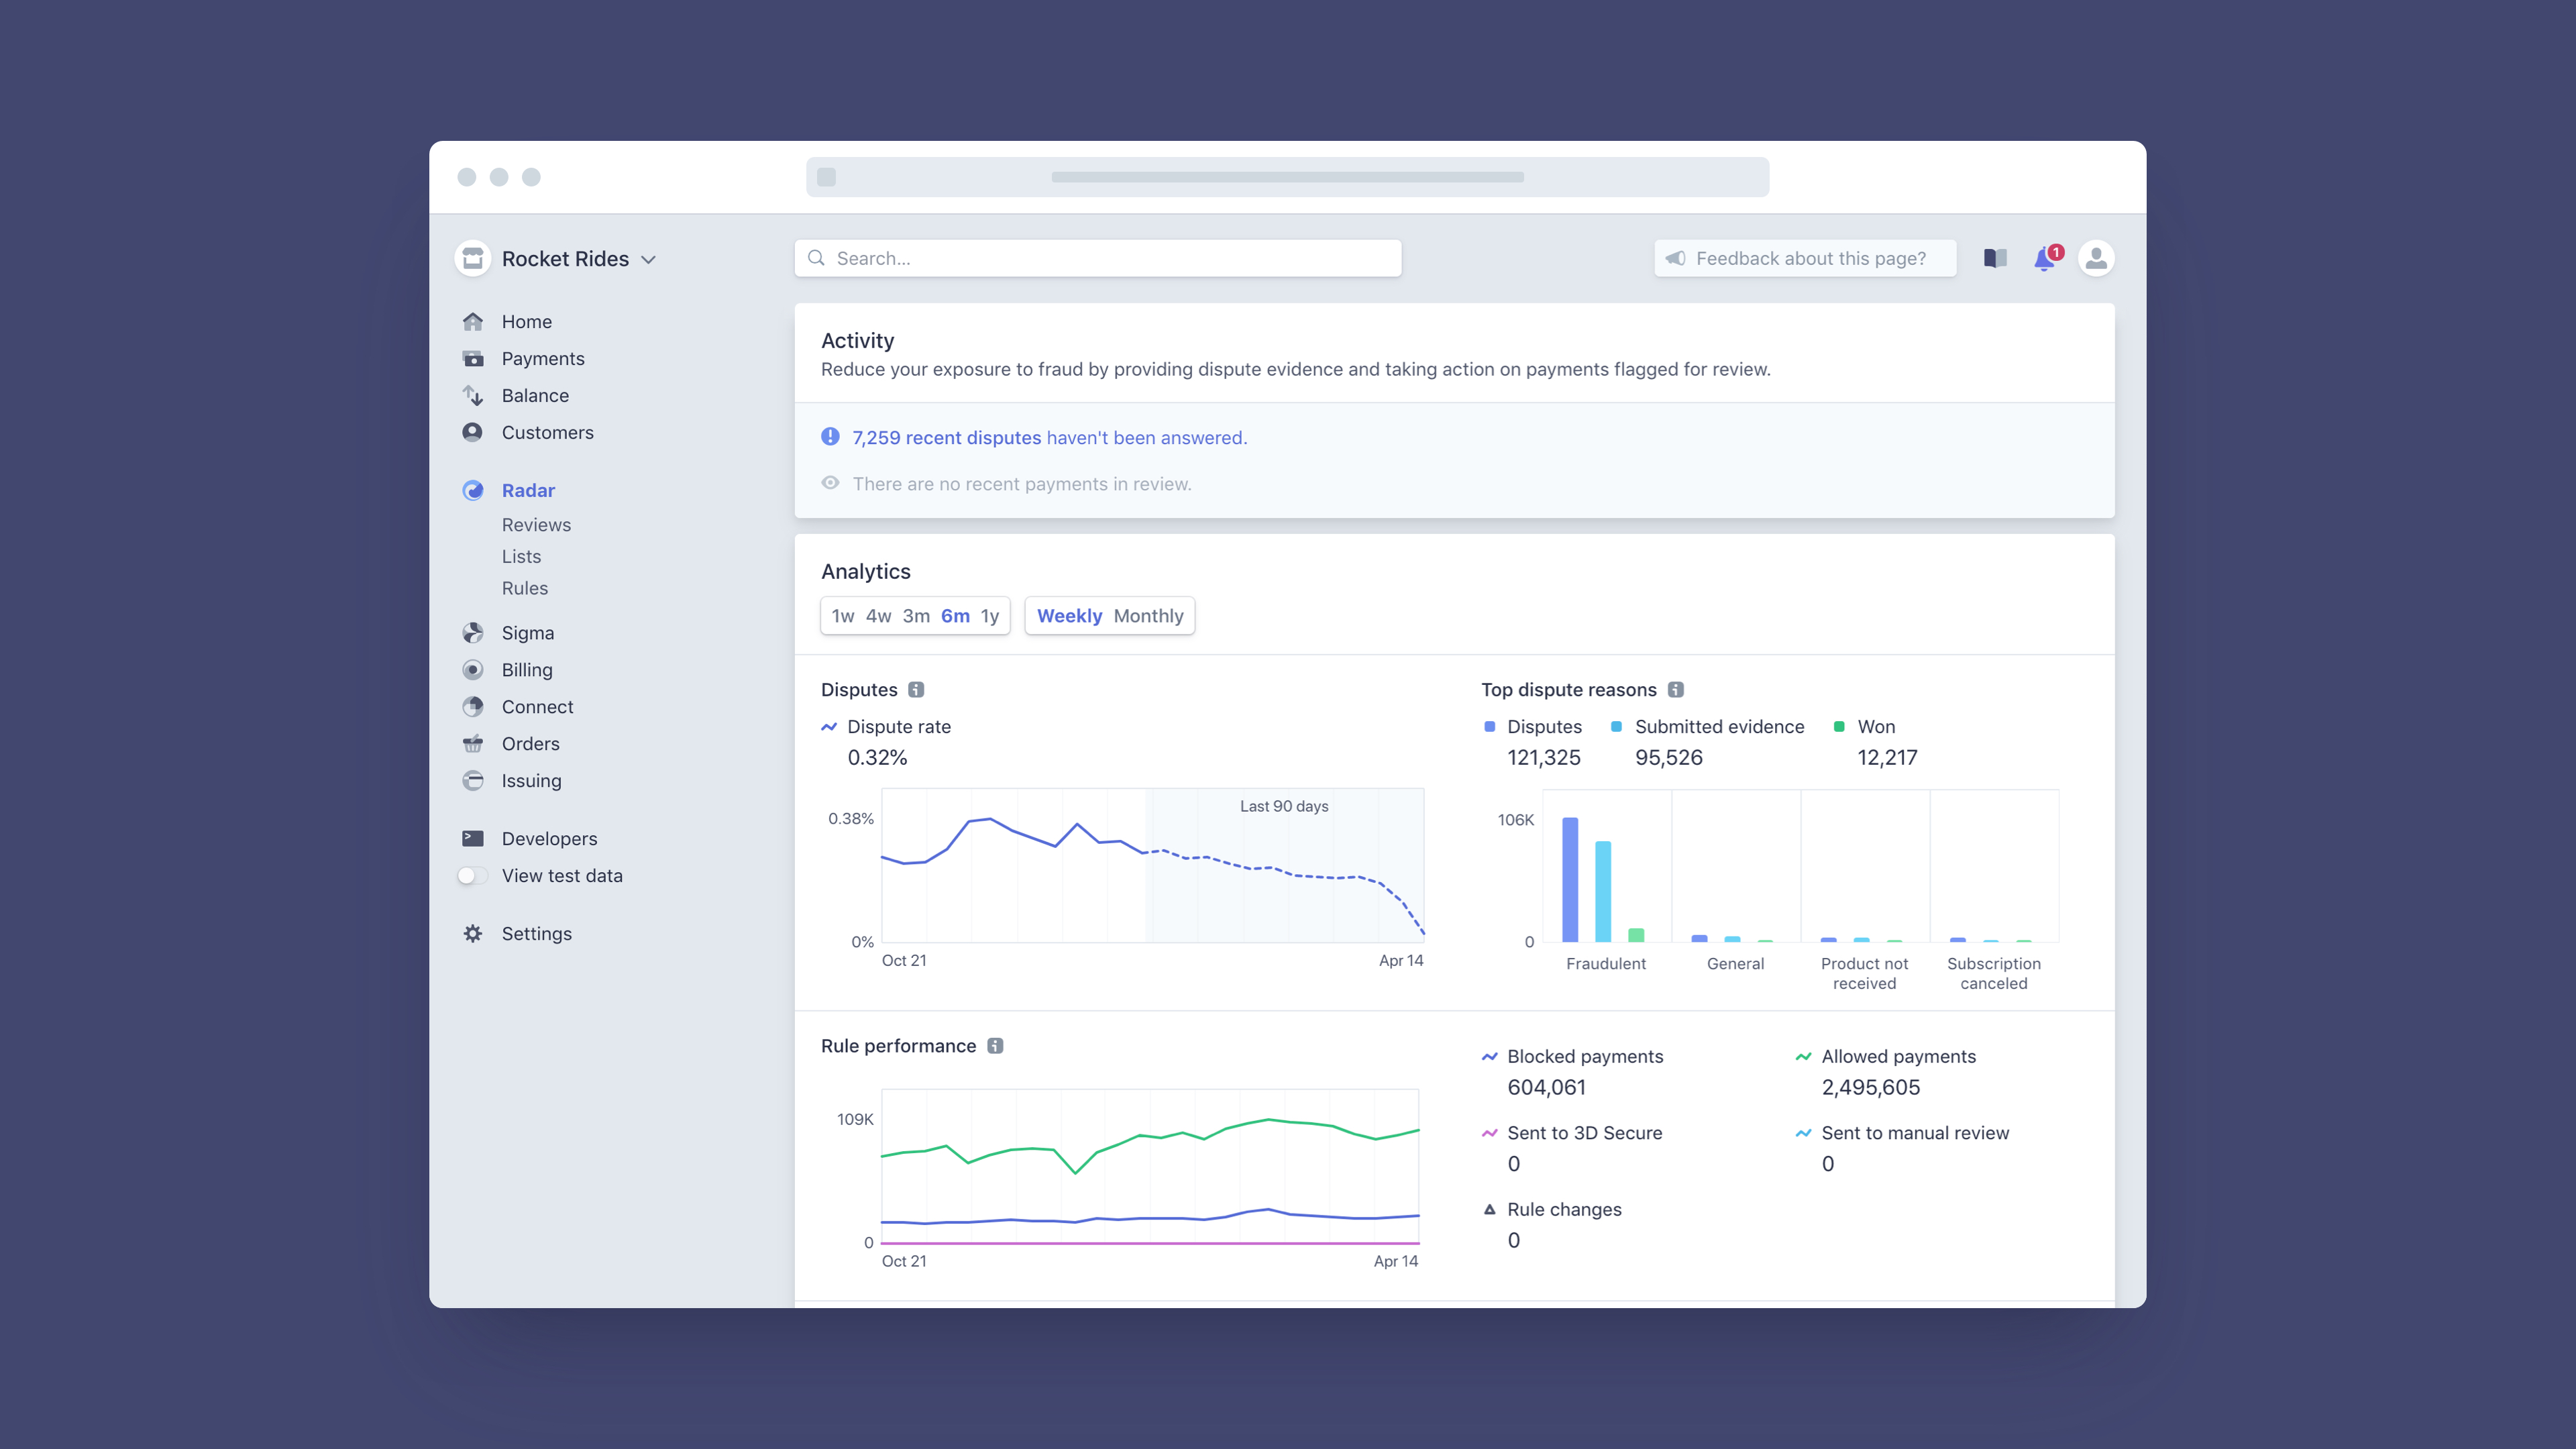 Rocket Rides
Search...
Feedback about this page?
1
Home
Payments
Balance
Customers
Radar
Reviews
Lists
Rules
Sigma
Billing
Connect
Orders
Issuing
Developers
View test data
Settings
Activity
Reduce your exposure to fraud by providing dispute evidence and taking action on payments flagged for review.
7,259 recent disputes haven't been answered.
There are no recent payments in review.
Analytics
1w 4w 3m 6m 1y
Weekly Monthly
Disputes
Dispute rate
0.32%
Last 90 days
0.38%
0%
Oct 21
Apr 14
Top dispute reasons
Disputes
121,325
Submitted evidence
95,526
Won
12,217
106K
0
Fraudulent
General
Product not
received
Subscription
canceled
Rule performance
109K
0
Oct 21
Apr 14
Blocked payments
604,061
Allowed payments
2,495,605
Sent to 3D Secure
0
Sent to manual review
0
Rule changes
0